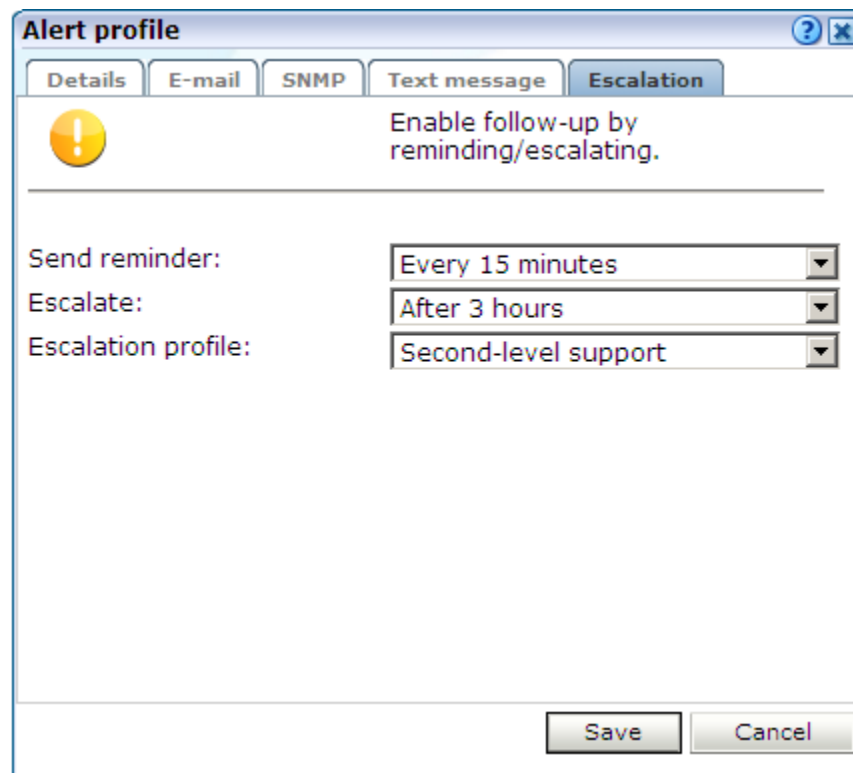 Alert profile
?
Details E-mail SNMP Text message Escalation
!
Enable follow-up by
reminding/escalating.
Send reminder: Every 15 minutes
Escalate: After 3 hours
Escalation profile: Second-level support
Save Cancel